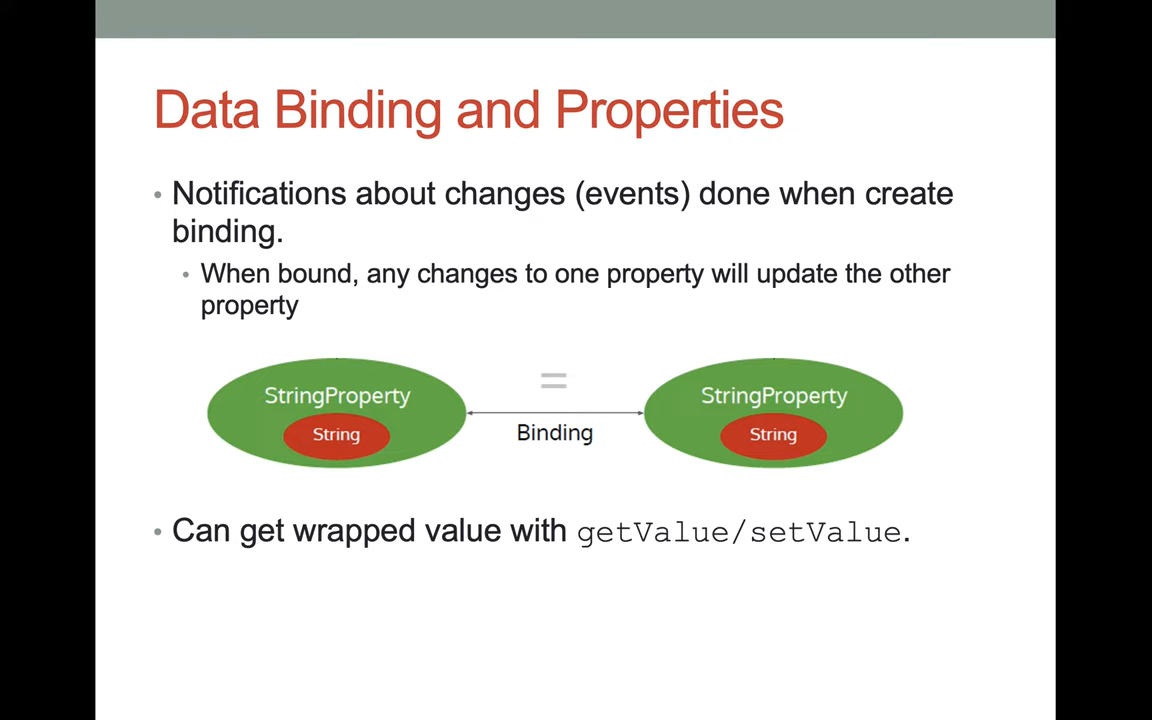 Data Binding and Properties
• Notifications about changes (events) done when create
binding.
• When bound, any changes to one property will update the other
property
StringProperty
String
=
Binding
StringProperty
String
• Can get wrapped value with getValue/setValue.